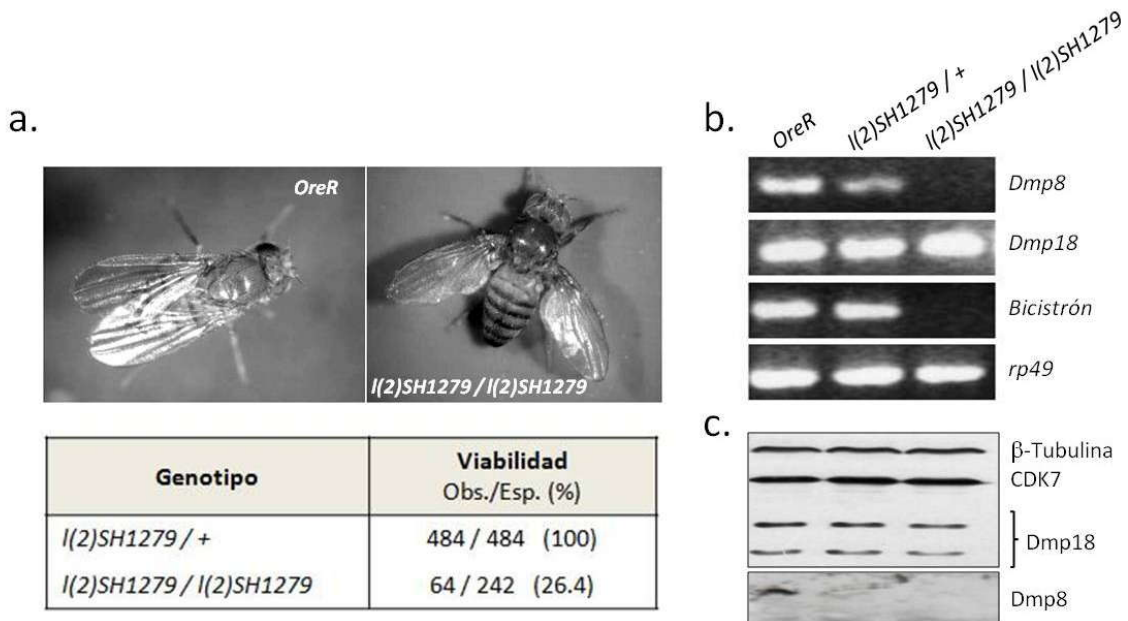 a.
OreR
l(2)SH1279 / l(2)SH1279
Genotipo
Viabilidad
Obs./Esp. (%)
l(2)SH1279 / +
484 / 484 (100)
l(2)SH1279 / l(2)SH1279
64 / 242 (26.4)
b.
OreR
l(2)SH1279 / +
l(2)SH1279 / l(2)SH1279
Dmp8
Dmp18
Bicistrón
rp49
c.
β-Tubulina
CDK7
Dmp18
Dmp8